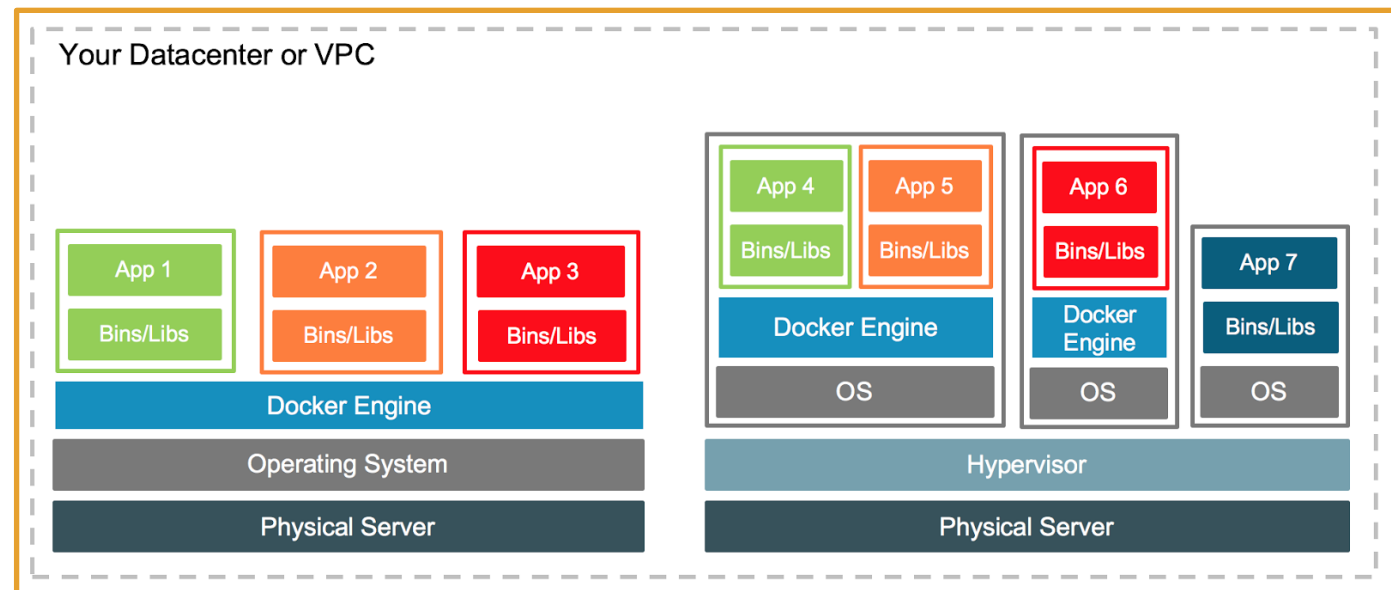 Your Datacenter or VPC
App 1
Bins/Libs
App 2
Bins/Libs
App 3
Bins/Libs
Docker Engine
Operating System
Physical Server
App 4
Bins/Libs
App 5
Bins/Libs
Docker Engine
OS
App 6
Bins/Libs
Docker
Engine
OS
App 7
Bins/Libs
OS
Hypervisor
Physical Server